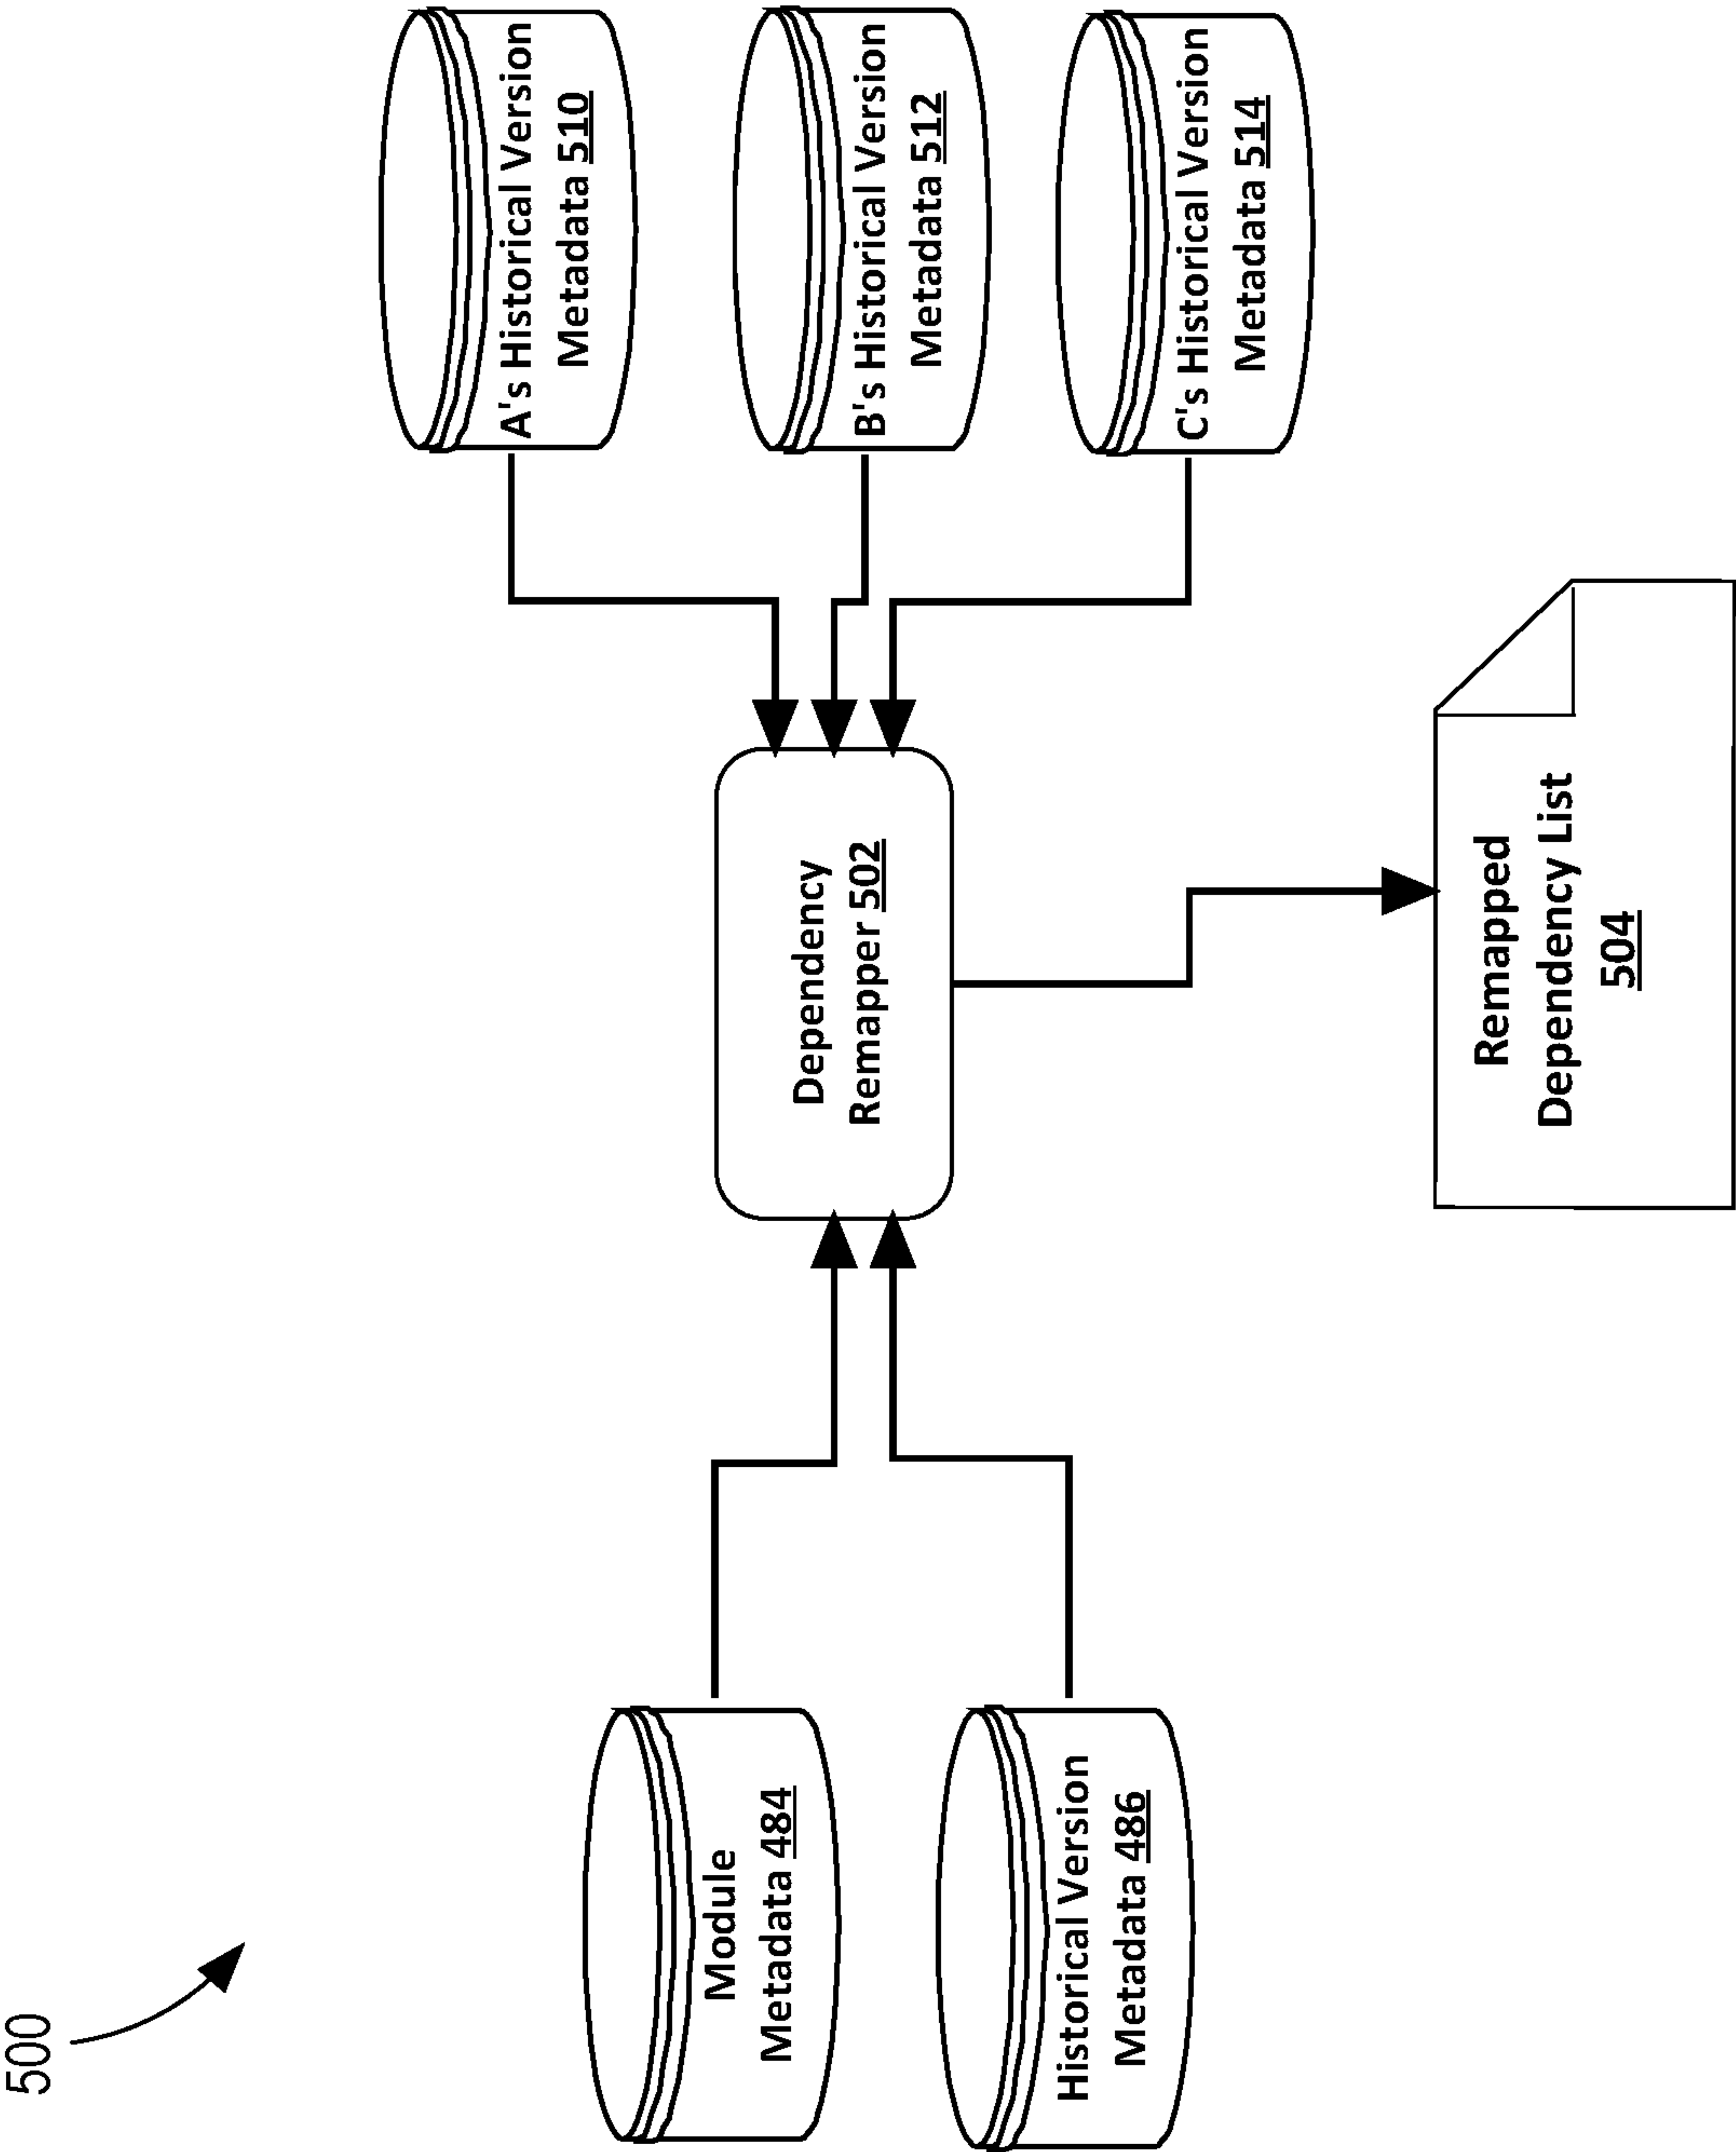 500
Module
Metadata 484
Historical Version
Metadata 486
Dependency
Remapper 502
A's Historical Version
Metadata 510
B's Historical Version
Metadata 512
C's Historical Version
Metadata 514
Remapped
Dependency List
504